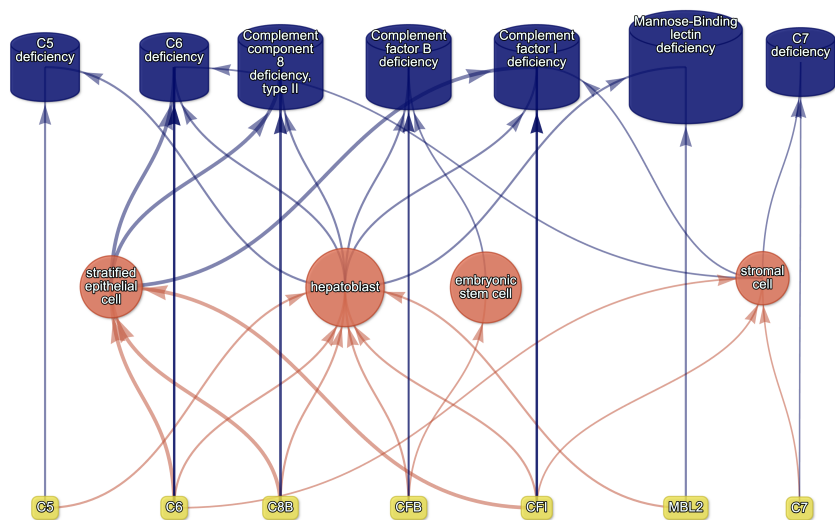 C5
deficiency
C6
deficiency
Complement
component
8
deficiency,
type II
Complement
factor B
deficiency
Complement
factor I
deficiency
Mannose-Binding
lectin
deficiency
C7
deficiency
stratified
epithelial
cell
hepatoblast
embryonic
stem cell
stromal
cell
C5
C6
C8B
CFB
CFI
MBL2
C7